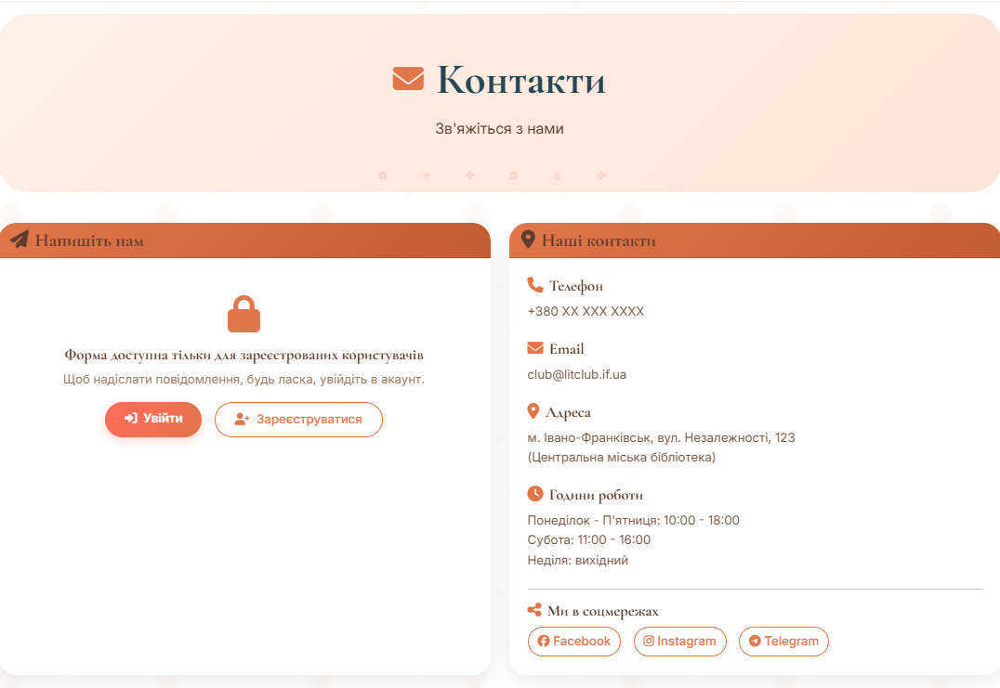 Контакти
Зв'яжіться з нами
Напишіть нам
Форма доступна тільки для зареєстрованих користувачів
Щоб надіслати повідомлення, будь ласка, увійдіть в акаунт.
Увійти
Зареєструватися
Наші контакти
Телефон
+380 XX XXX XXXX
Email
club@litclub.if.ua
Адреса
м. Івано-Франківськ, вул. Незалежності, 123
(Центральна міська бібліотека)
Години роботи
Понеділок - П'ятниця: 10:00 - 18:00
Субота: 11:00 - 16:00
Неділя: вихідний
Ми в соцмережах
Facebook
Instagram
Telegram